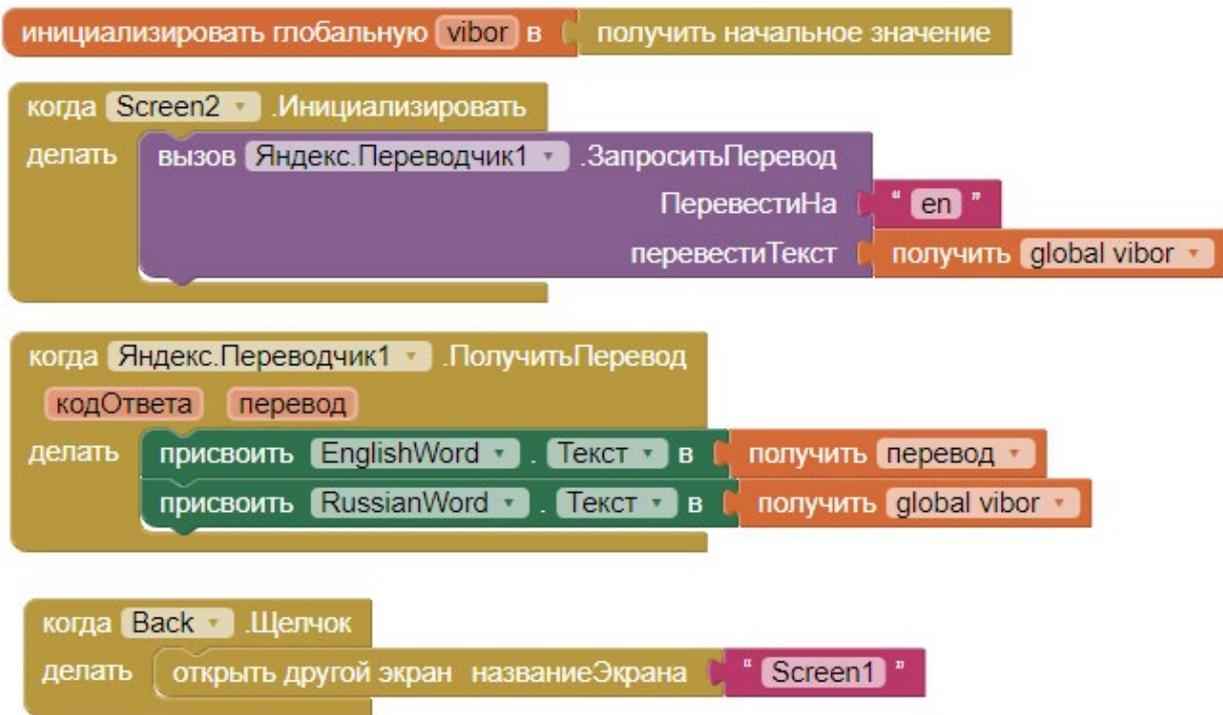 инициализировать глобальную vibor в получить начальное значение
когда Screen2 .Инициализировать
делать вызов Яндекс.Переводчик1 .ЗапроситьПеревод
ПеревестиНа " en "
перевестиТекст получить global vibor
когда Яндекс.Переводчик1 .ПолучитьПеревод
кодОтвета перевод
делать присвоить EnglishWord . Текст в получить перевод
присвоить RussianWord . Текст в получить global vibor
когда Back .Щелчок
делать открыть другой экран названиеЭкрана " Screen1 "